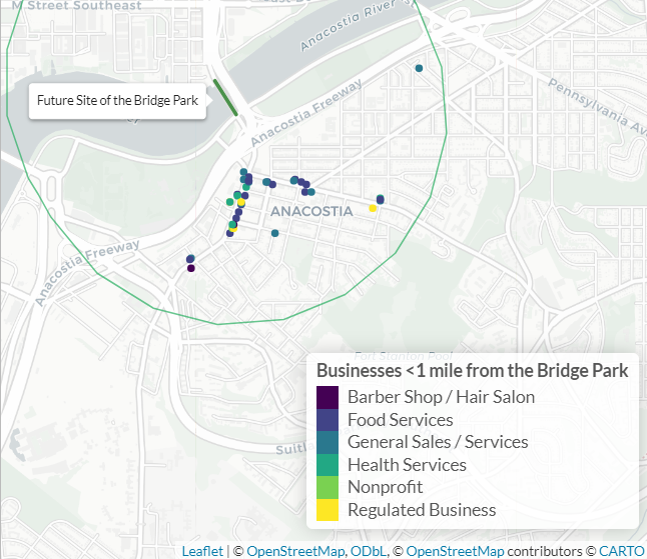 M Street Southeast
Anacostia River
Future Site of the Bridge Park
Anacostia Freeway
Pennsylvania Av
ANACOSTIA
Anacostia Freeway
Fort Stanton Pool
Businesses <1 mile from the Bridge Park
Barber Shop / Hair Salon
Food Services
General Sales / Services
Health Services
Nonprofit
Regulated Business
Suitl
Leaflet | © OpenStreetMap, ODbL, © OpenStreetMap contributors © CARTO